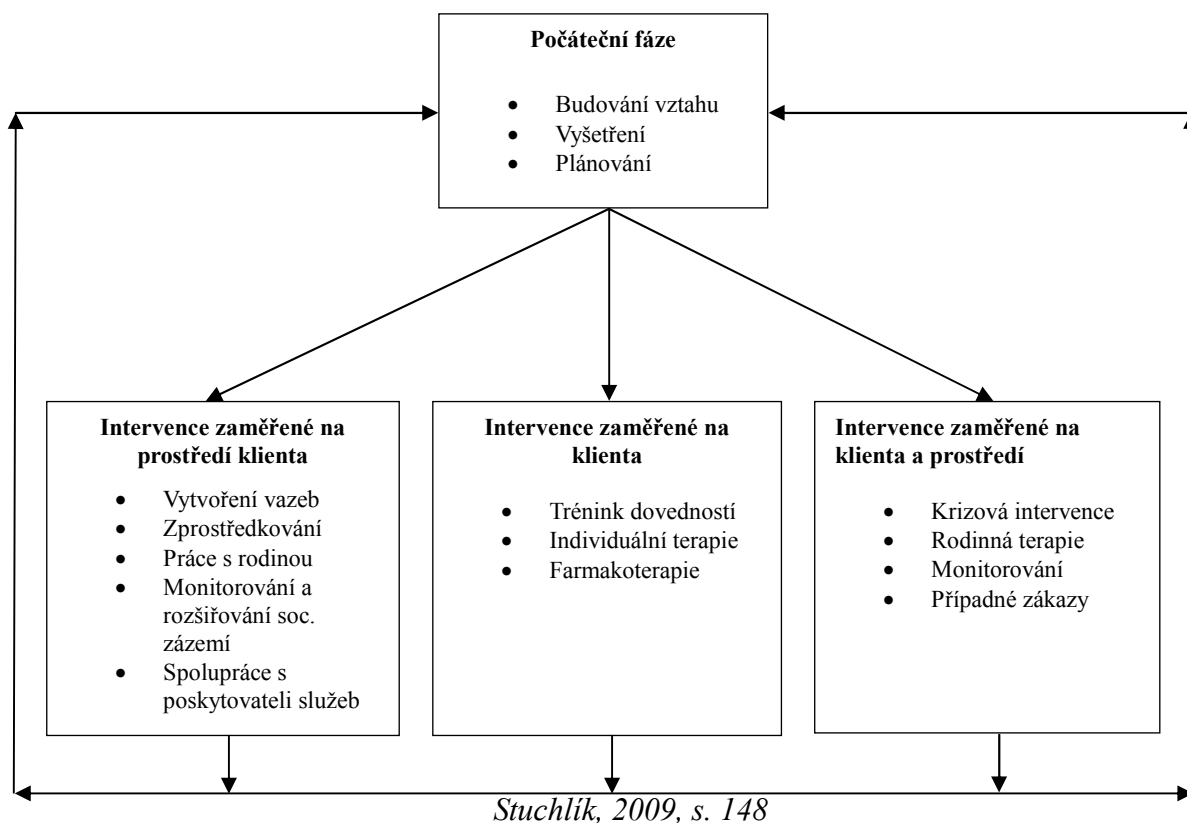 Počáteční fáze
• Budování vztahu
• Vyšetření
• Plánování
Intervence zaměřené na
prostředí klienta
• Vytvoření vazeb
• Zprostředkování
• Práce s rodinou
• Monitorování a
rozšiřování soc.
zázemí
• Spolupráce s
poskytovateli služeb
Intervence zaměřené na
klienta
• Trénink dovedností
• Individuální terapie
• Farmakoterapie
Intervence zaměřené na
klienta a prostředí
• Krizová intervence
• Rodinná terapie
• Monitorování
• Případné zákazy
Stuchlík, 2009, s. 148